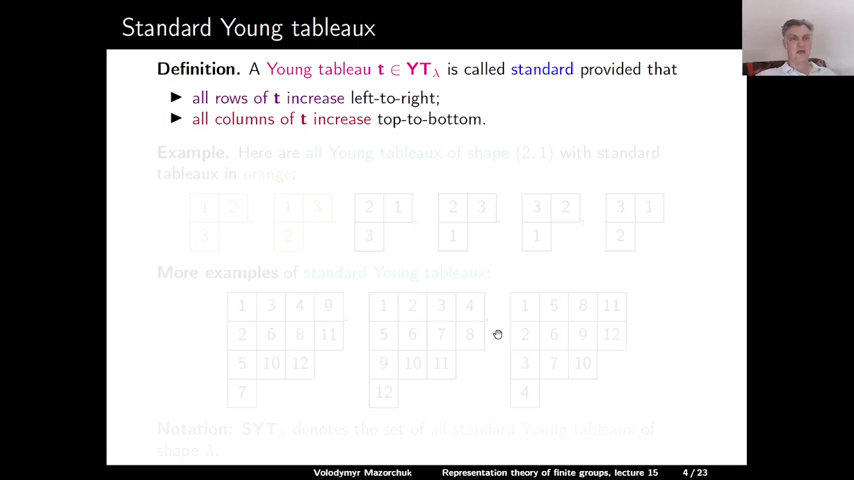 Standard Young tableaux
Definition. A Young tableau t ∈ YTλ is called standard provided that
▶ all rows of t increase left-to-right;
▶ all columns of t increase top-to-bottom.
Example. Here are all Young tableaux of shape (2, 1) with standard
tableaux in orange:
1 2 , 1 3 , 2 1 , 2 3 , 3 2 , 3 1
3 2 3 1 1 2
More examples of standard Young tableaux:
1 3 4 9 , 1 2 3 4 , 1 5 8 11
2 6 8 11 5 6 7 8 2 6 9 12
5 10 12 9 10 11 3 7 10
7 12 4
Notation: SYTλ denotes the set of all standard Young tableaux of
shape λ.
Volodymyr Mazorchuk Representation theory of finite groups, lecture 15 4 / 23